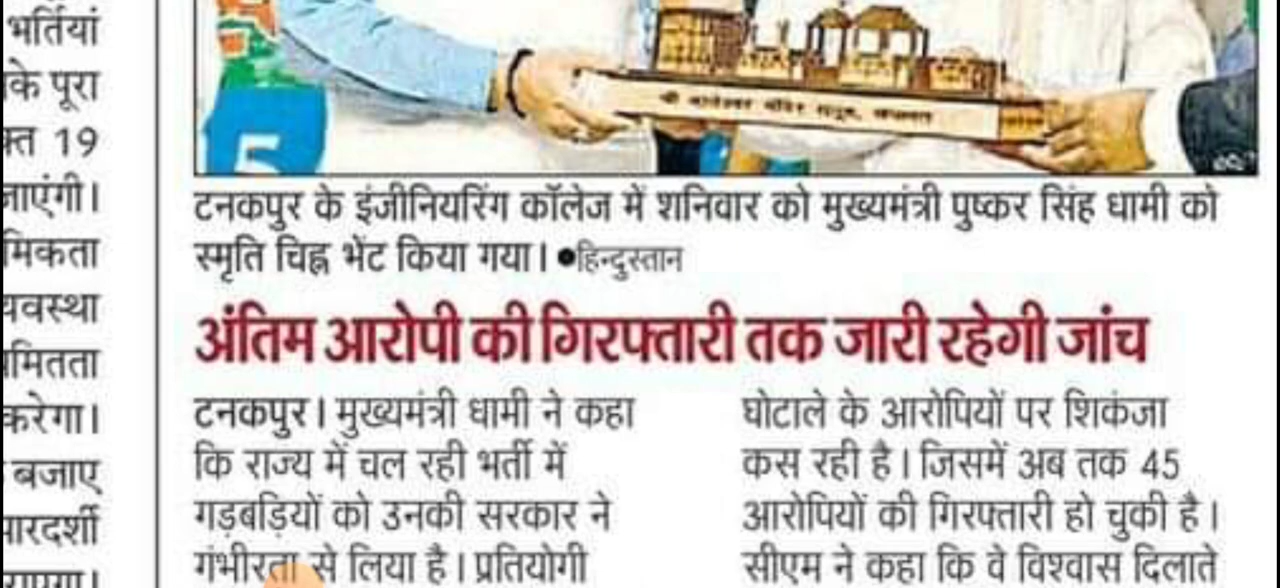 भर्तियां
के पूरा
क्त 19
जाएंगी।
मिकता
यवस्था
मितता
करेगा।
बजाए
पारदर्शी
5
टनकपुर के इंजीनियरिंग कॉलेज में शनिवार को मुख्यमंत्री पुष्कर सिंह धामी को
स्मृति चिह्न भेंट किया गया। ●हिन्दुस्तान
अंतिम आरोपी की गिरफ्तारी तक जारी रहेगी जांच
टनकपुर। मुख्यमंत्री धामी ने कहा
कि राज्य में चल रही भर्ती में
गड़बड़ियों को उनकी सरकार ने
गंभीरता से लिया है। प्रतियोगी
घोटाले के आरोपियों पर शिकंजा
कस रही है। जिसमें अब तक 45
आरोपियों की गिरफ्तारी हो चुकी है।
सीएम ने कहा कि वे विश्वास दिलाते